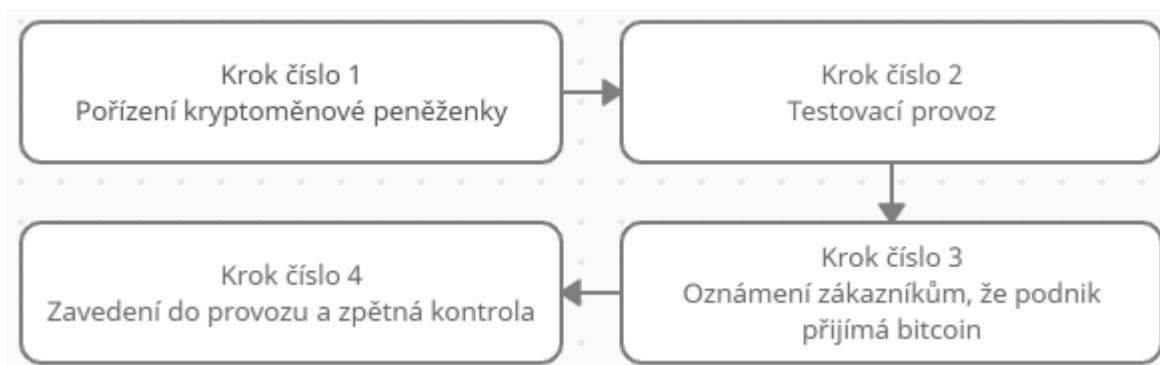 Krok číslo 1
Pořízení kryptoměnové peněženky
Krok číslo 2
Testovací provoz
Krok číslo 3
Oznámení zákazníkům, že podnik
přijímá bitcoin
Krok číslo 4
Zavedení do provozu a zpětná kontrola